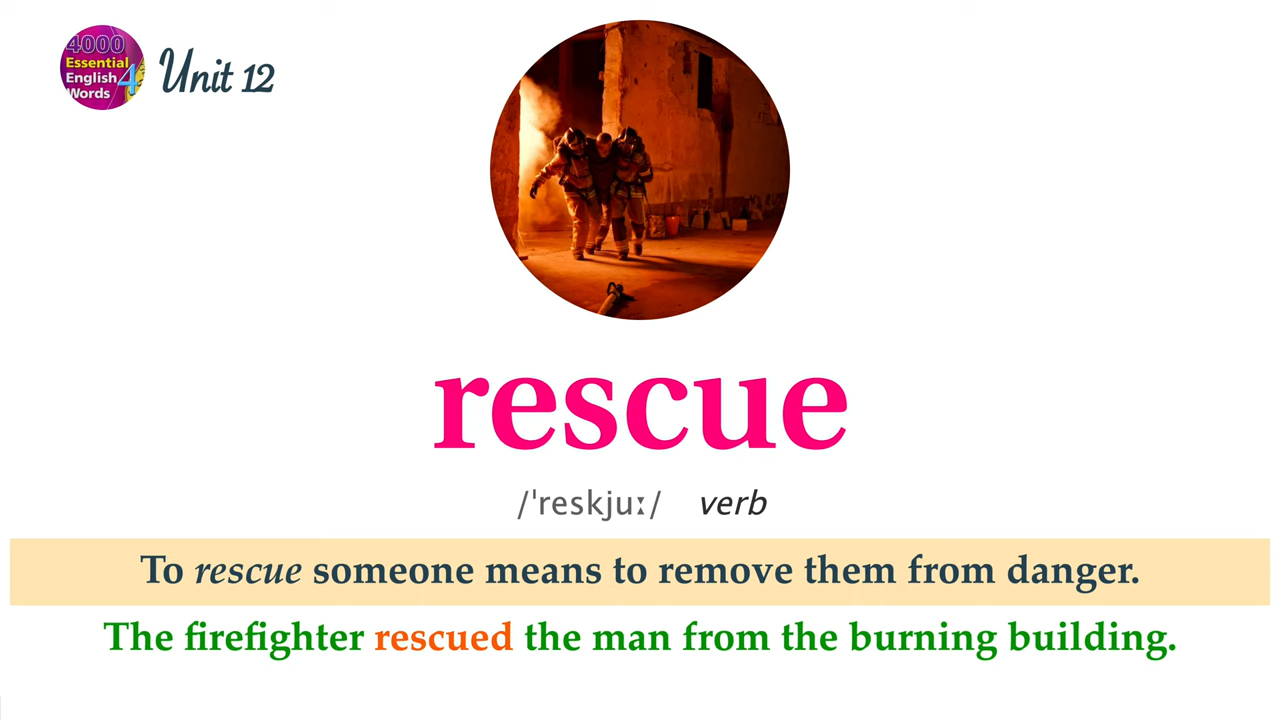 4000
Essential
English
Words 4
Unit 12
rescue
/ˈreskjuː/ verb
To rescue someone means to remove them from danger.
The firefighter rescued the man from the burning building.